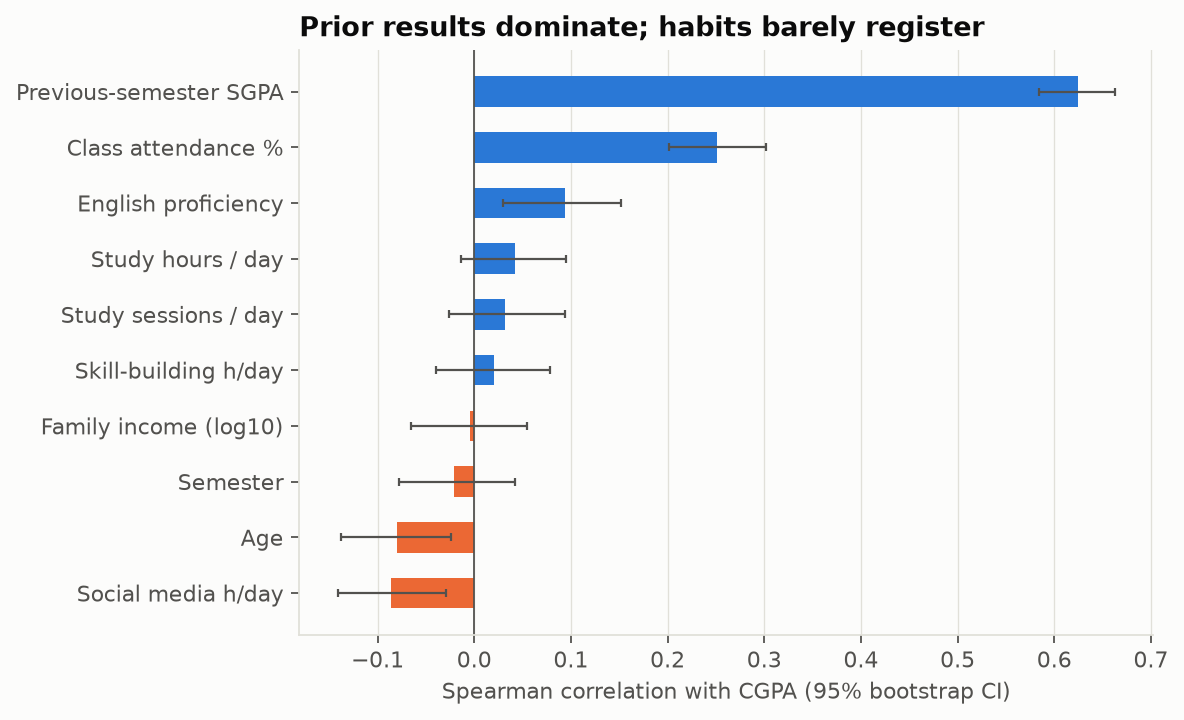 Prior results dominate; habits barely register
Previous-semester SGPA
Class attendance %
English proficiency
Study hours / day
Study sessions / day
Skill-building h/day
Family income (log10)
Semester
Age
Social media h/day
−0.1 0.0 0.1 0.2 0.3 0.4 0.5 0.6 0.7
Spearman correlation with CGPA (95% bootstrap CI)